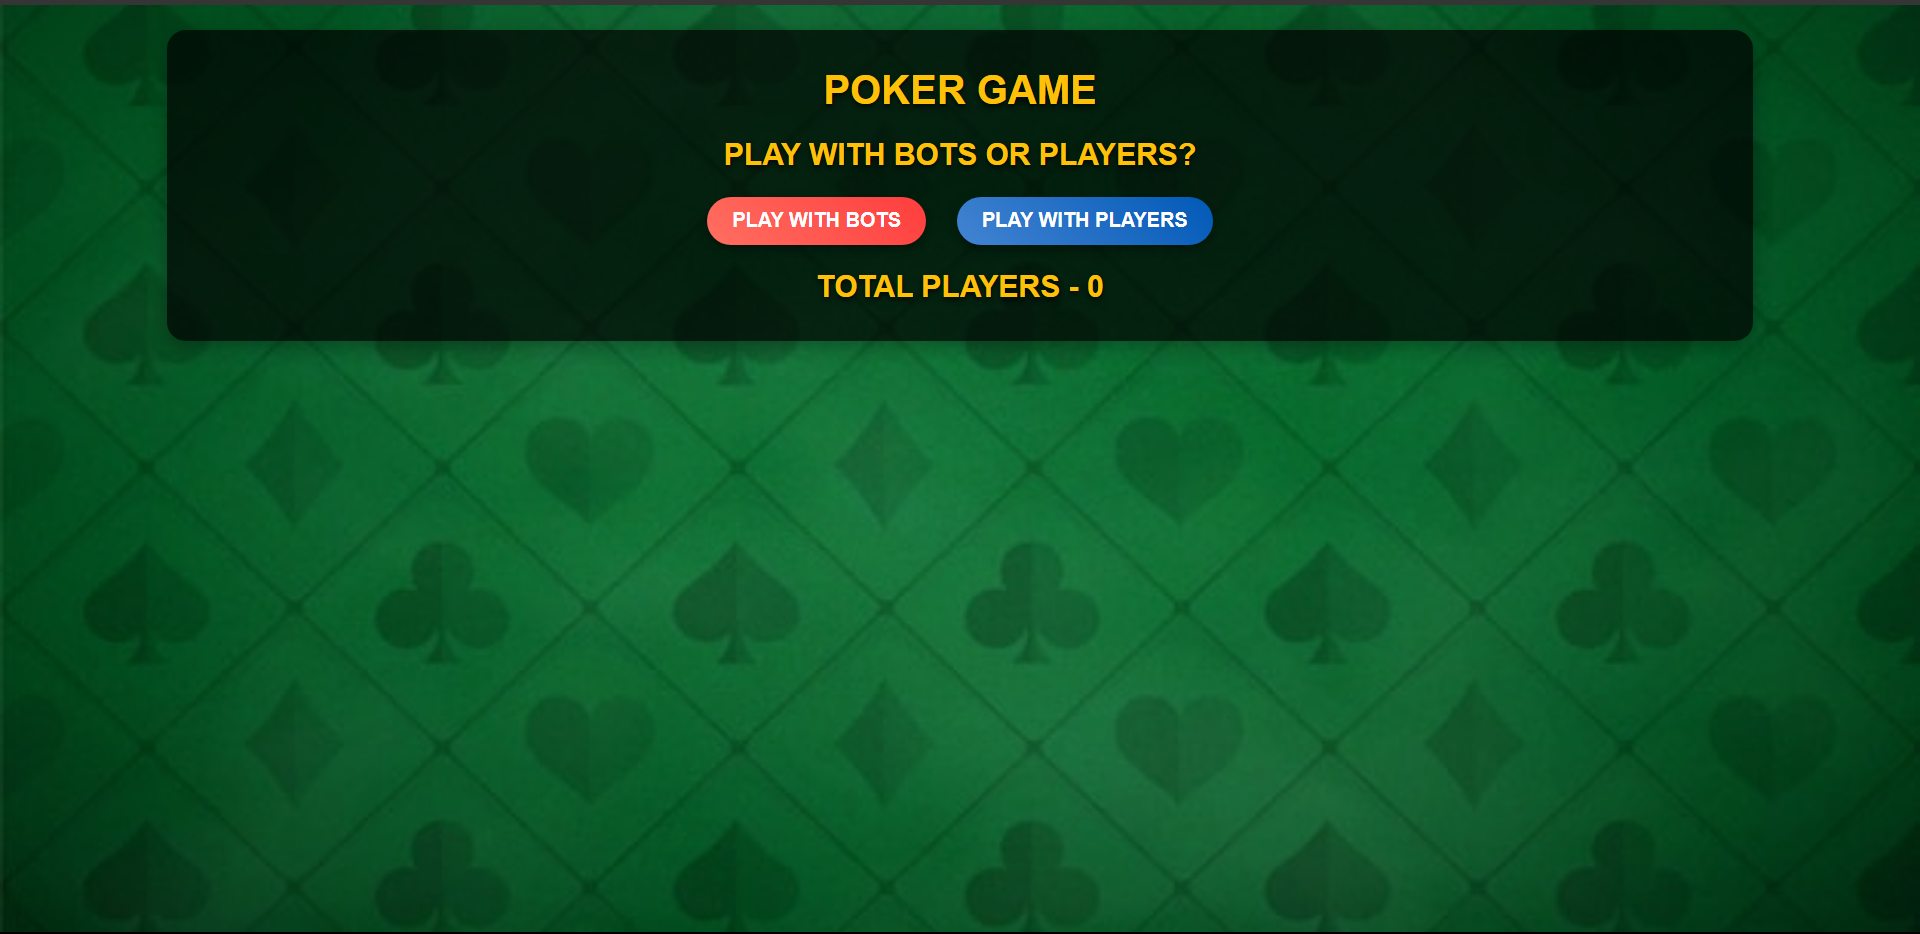 POKER GAME
PLAY WITH BOTS OR PLAYERS?
PLAY WITH BOTS
PLAY WITH PLAYERS
TOTAL PLAYERS - 0